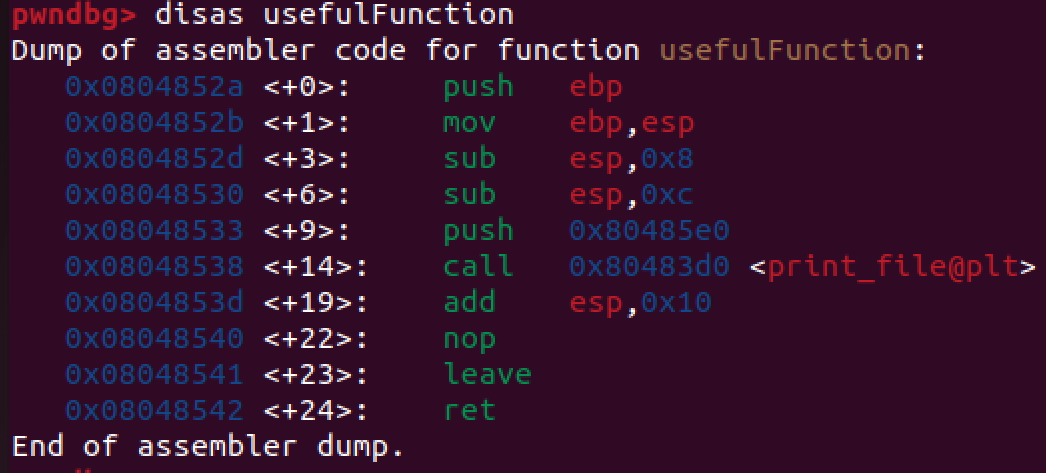 pwndbg> disas usefulFunction
Dump of assembler code for function usefulFunction:
   0x0804852a <+0>:     push   ebp
   0x0804852b <+1>:     mov    ebp,esp
   0x0804852d <+3>:     sub    esp,0x8
   0x08048530 <+6>:     sub    esp,0xc
   0x08048533 <+9>:     push   0x80485e0
   0x08048538 <+14>:    call   0x80483d0 <print_file@plt>
   0x0804853d <+19>:    add    esp,0x10
   0x08048540 <+22>:    nop
   0x08048541 <+23>:    leave
   0x08048542 <+24>:    ret
End of assembler dump.